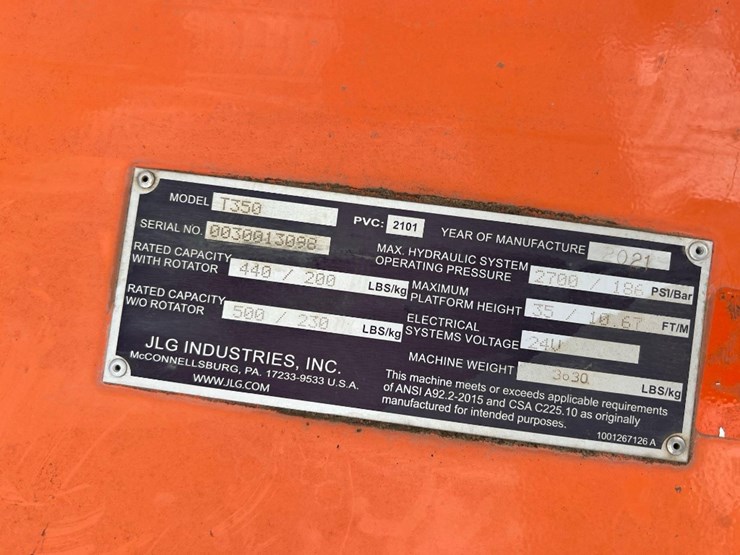 MODEL T350
PVC: 2101
YEAR OF MANUFACTURE 2021
SERIAL NO. 0030013098
RATED CAPACITY
WITH ROTATOR 440 / 200 LBS/kg
RATED CAPACITY
W/O ROTATOR 500 / 230 LBS/kg
MAX. HYDRAULIC SYSTEM
OPERATING PRESSURE 2700 / 186 PSI/Bar
MAXIMUM
PLATFORM HEIGHT 35 / 10.67 FT/M
ELECTRICAL
SYSTEMS VOLTAGE 24V
MACHINE WEIGHT LBS/kg
JLG INDUSTRIES, INC.
McCONNELLSBURG, PA. 17233-9533 U.S.A.
WWW.JLG.COM
This machine meets or exceeds applicable requirements
of ANSI A92.2-2015 and CSA C225.10 as originally
manufactured for intended purposes.
1001267126 A